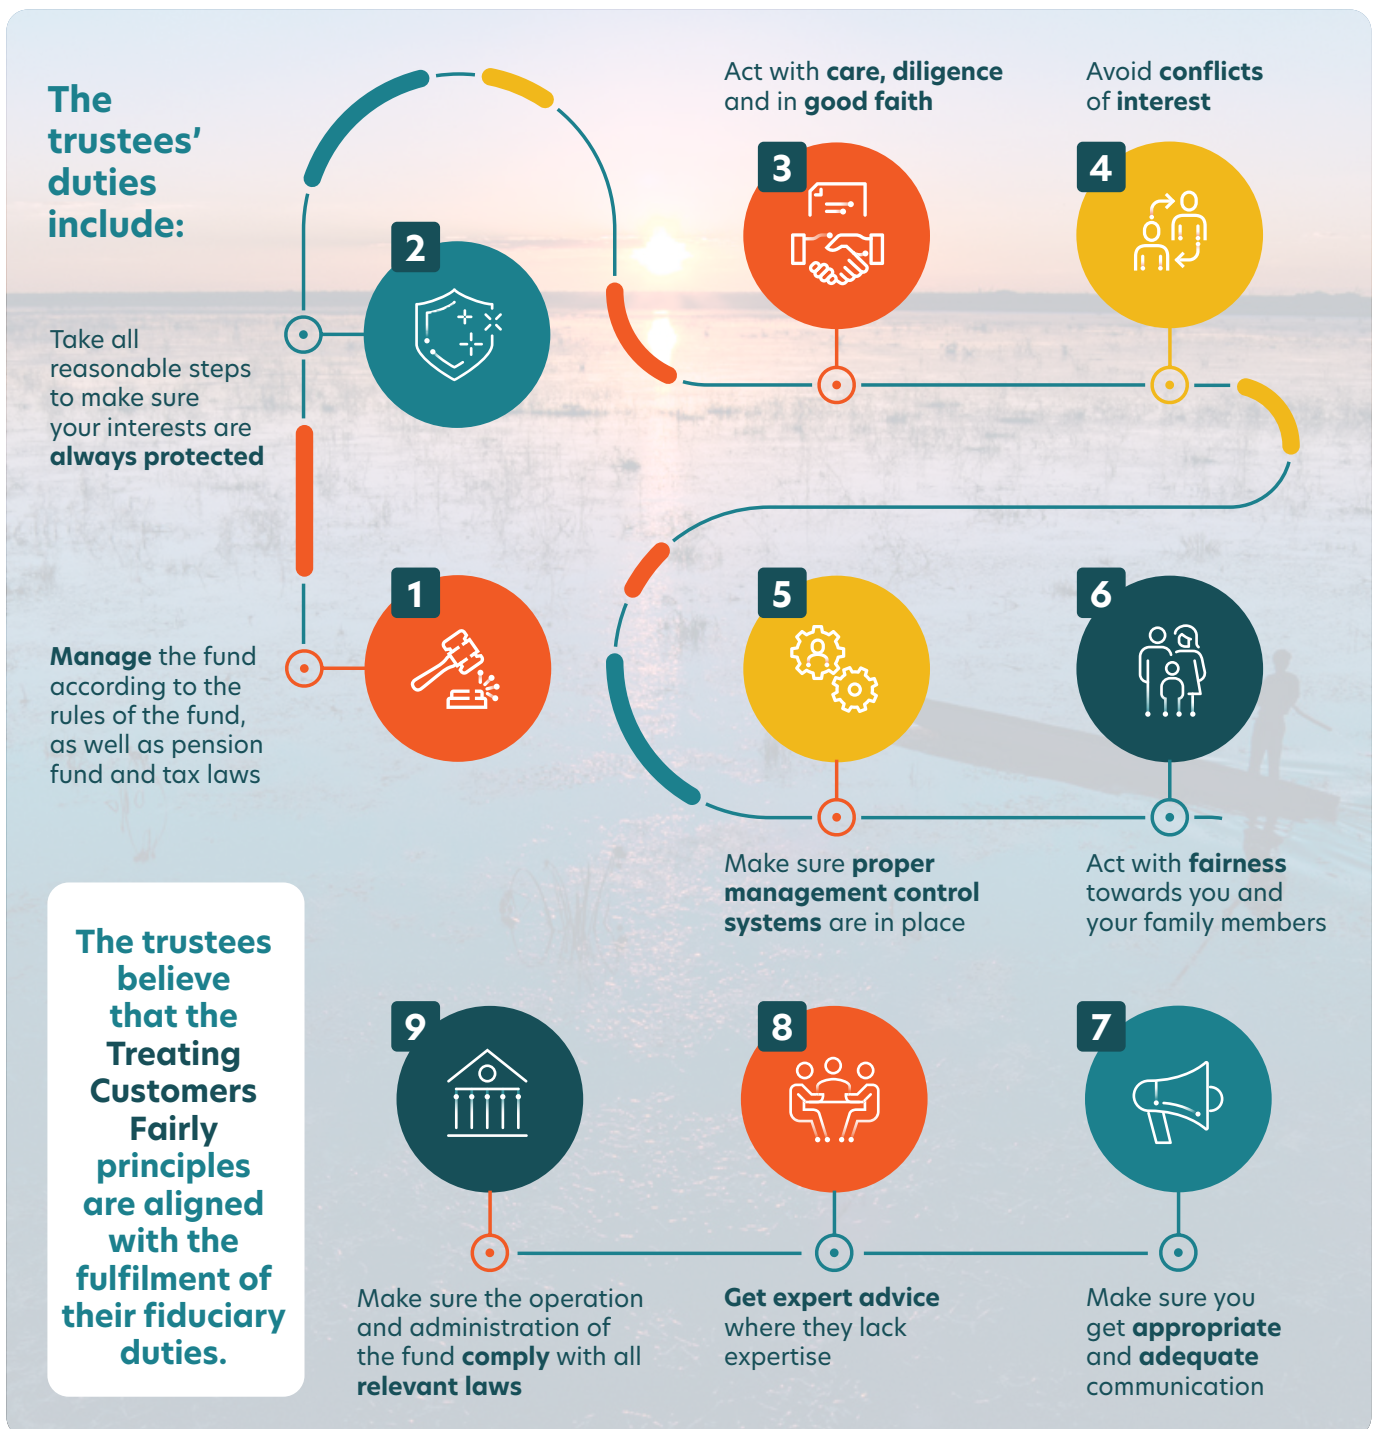 The
trustees’
duties
include:
1
Manage the fund
according to the
rules of the fund,
as well as pension
fund and tax laws
2
Take all
reasonable steps
to make sure
your interests are
always protected
3
Act with care, diligence
and in good faith
4
Avoid conflicts
of interest
5
Make sure proper
management control
systems are in place
6
Act with fairness
towards you and
your family members
7
Make sure you
get appropriate
and adequate
communication
8
Get expert advice
where they lack
expertise
9
Make sure the operation
and administration of
the fund comply with all
relevant laws
The trustees
believe
that the
Treating
Customers
Fairly
principles
are aligned
with the
fulfilment of
their fiduciary
duties.